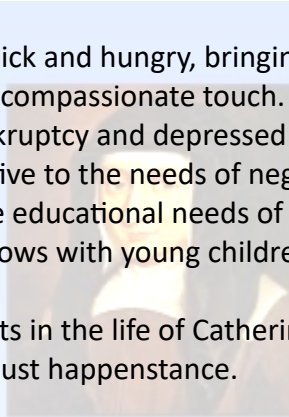 ick and hungry, bringin
compassionate touch.
kruptcy and depressed
ive to the needs of neg
e educational needs of
ows with young childre
ts in the life of Catherin
ust happenstance.